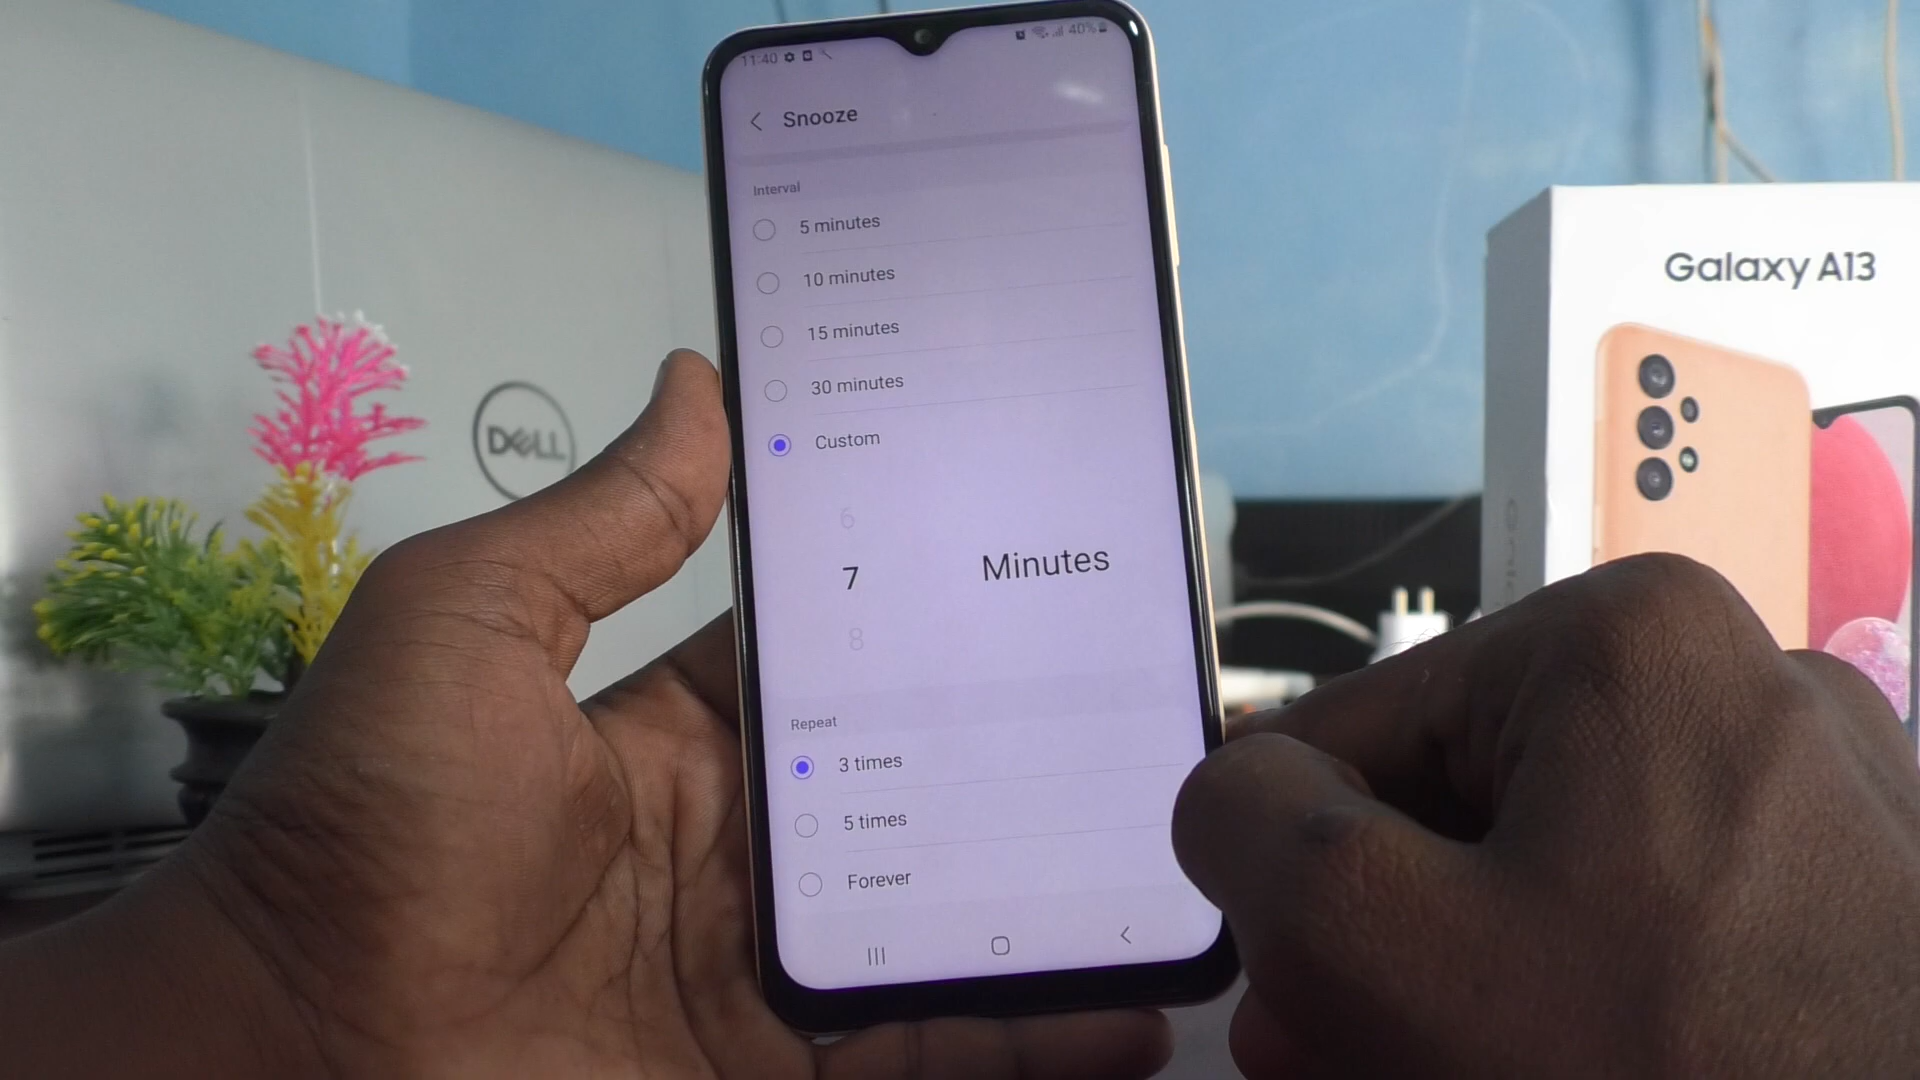 11:40
40%
Snooze
Interval
5 minutes
10 minutes
15 minutes
30 minutes
Custom
6
7 Minutes
8
Repeat
3 times
5 times
Forever
DELL
Galaxy A13